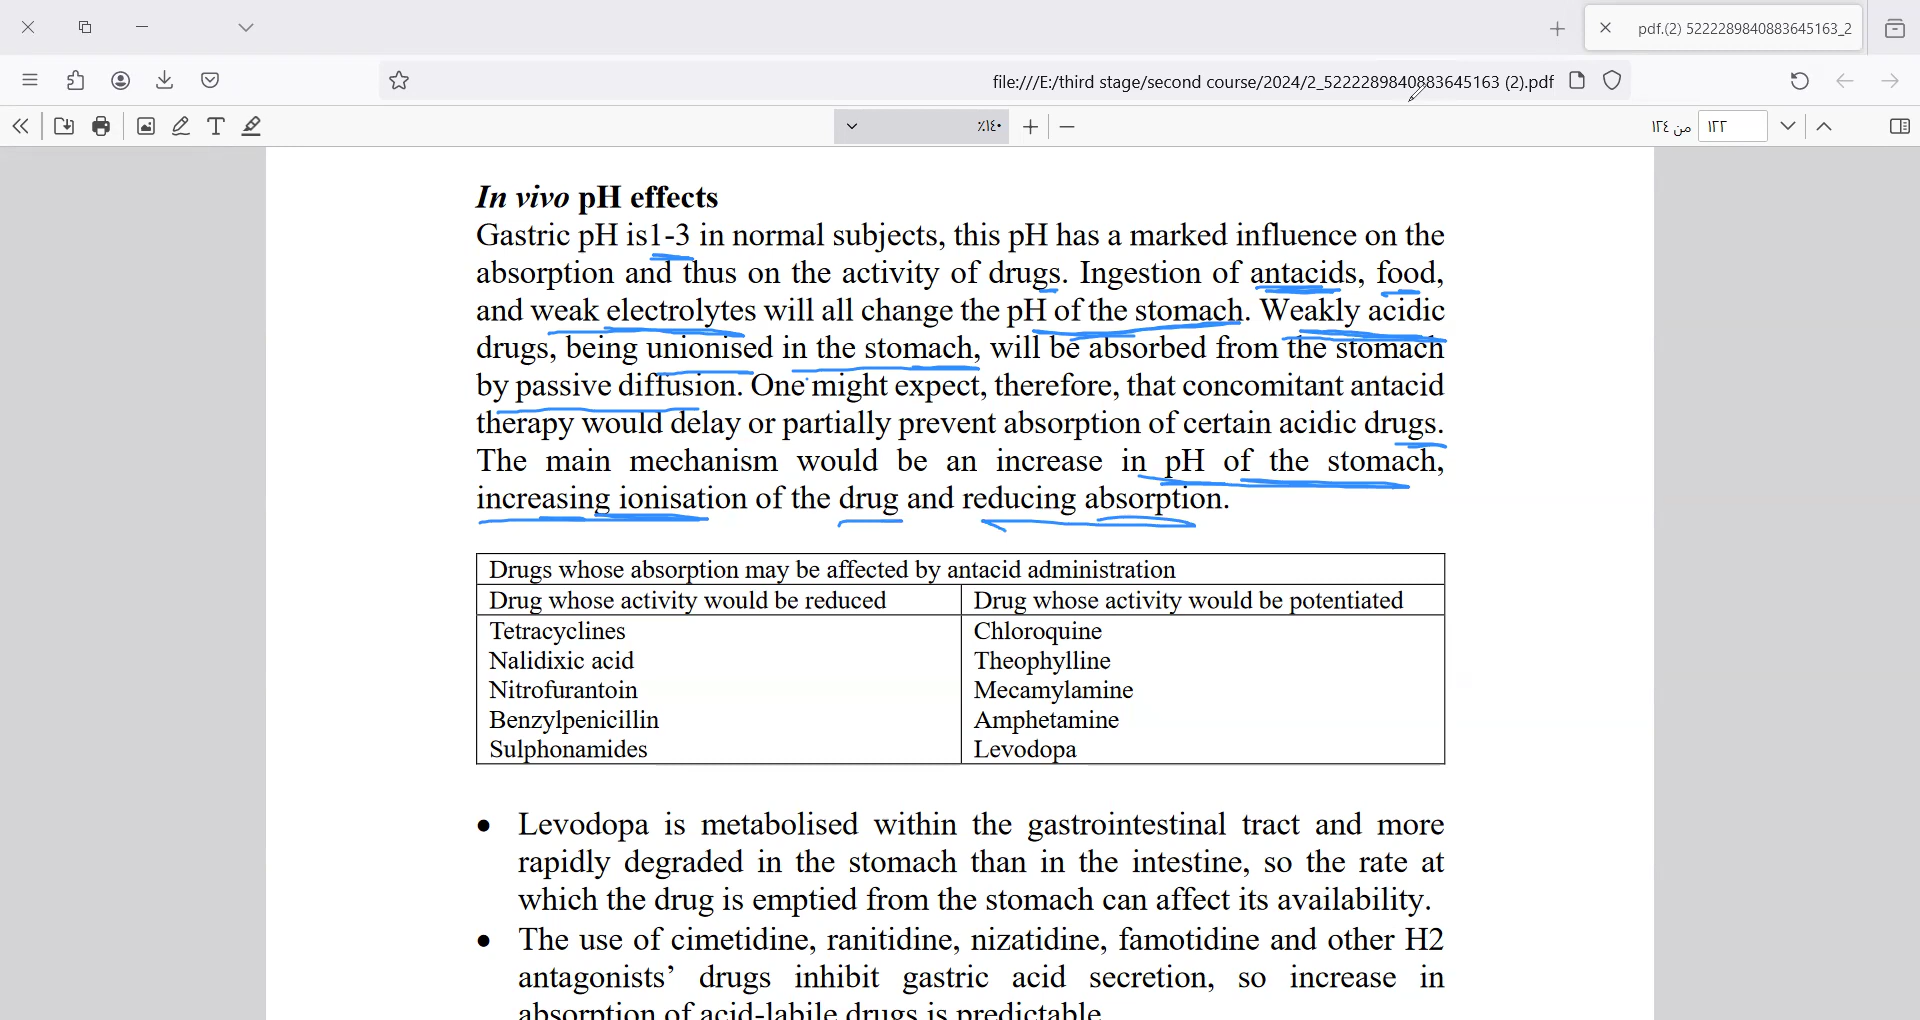 pdf.(2) 5222289840883645163_2
file:///E:/third stage/second course/2024/2_5222289840883645163 (2).pdf
٪١٤٠
١٢٢ من ١٢٤
In vivo pH effects
Gastric pH is1-3 in normal subjects, this pH has a marked influence on the
absorption and thus on the activity of drugs. Ingestion of antacids, food,
and weak electrolytes will all change the pH of the stomach. Weakly acidic
drugs, being unionised in the stomach, will be absorbed from the stomach
by passive diffusion. One might expect, therefore, that concomitant antacid
therapy would delay or partially prevent absorption of certain acidic drugs.
The main mechanism would be an increase in pH of the stomach,
increasing ionisation of the drug and reducing absorption.
Drugs whose absorption may be affected by antacid administration
Drug whose activity would be reduced
Drug whose activity would be potentiated
Tetracyclines
Chloroquine
Nalidixic acid
Theophylline
Nitrofurantoin
Mecamylamine
Benzylpenicillin
Amphetamine
Sulphonamides
Levodopa
• Levodopa is metabolised within the gastrointestinal tract and more
rapidly degraded in the stomach than in the intestine, so the rate at
which the drug is emptied from the stomach can affect its availability.
• The use of cimetidine, ranitidine, nizatidine, famotidine and other H2
antagonists' drugs inhibit gastric acid secretion, so increase in
absorption of acid-labile drugs is predictable.